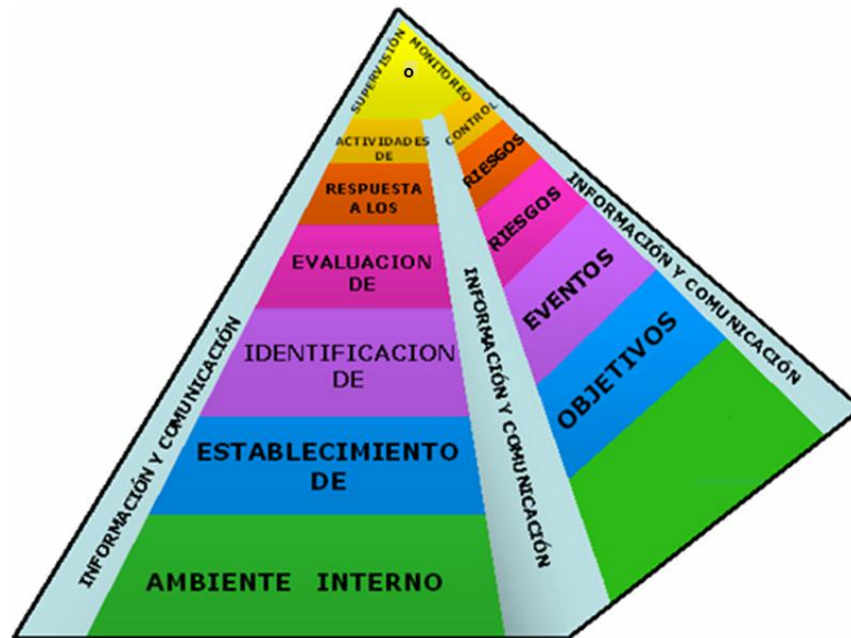 SUPERVISIÓN
o
MONITOREO
ACTIVIDADES
DE
CONTROL
RESPUESTA
A LOS
RIESGOS
EVALUACION
DE
RIESGOS
IDENTIFICACION
DE
EVENTOS
ESTABLECIMIENTO
DE
OBJETIVOS
AMBIENTE INTERNO
INFORMACIÓN Y COMUNICACIÓN
INFORMACIÓN Y COMUNICACIÓN
INFORMACIÓN Y COMUNICACIÓN